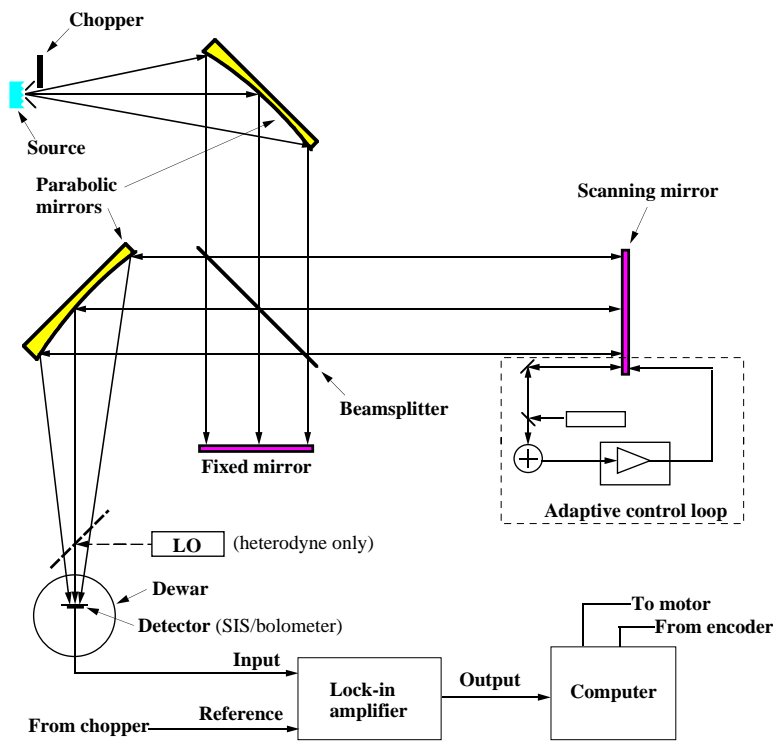 Chopper
Source
Parabolic
mirrors
Scanning mirror
Beamsplitter
Fixed mirror
Adaptive control loop
LO
(heterodyne only)
Dewar
Detector (SIS/bolometer)
To motor
From encoder
Input
Lock-in
amplifier
Output
Computer
Reference
From chopper